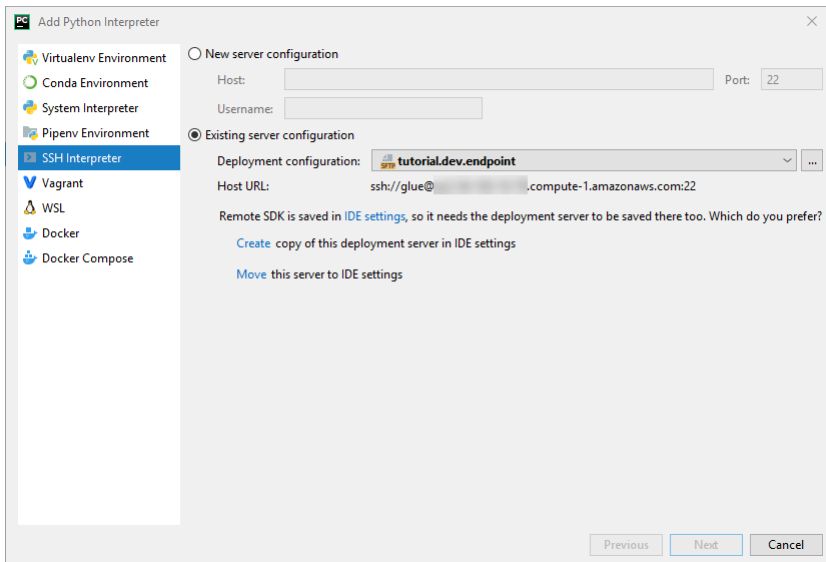 PC Add Python Interpreter
Virtualenv Environment
Conda Environment
System Interpreter
Pipenv Environment
SSH Interpreter
Vagrant
WSL
Docker
Docker Compose
New server configuration
Host: Port: 22
Username:
Existing server configuration
Deployment configuration: SFTP tutorial.dev.endpoint ...
Host URL: ssh://glue@ .compute-1.amazonaws.com:22
Remote SDK is saved in IDE settings, so it needs the deployment server to be saved there too. Which do you prefer?
Create copy of this deployment server in IDE settings
Move this server to IDE settings
Previous Next Cancel